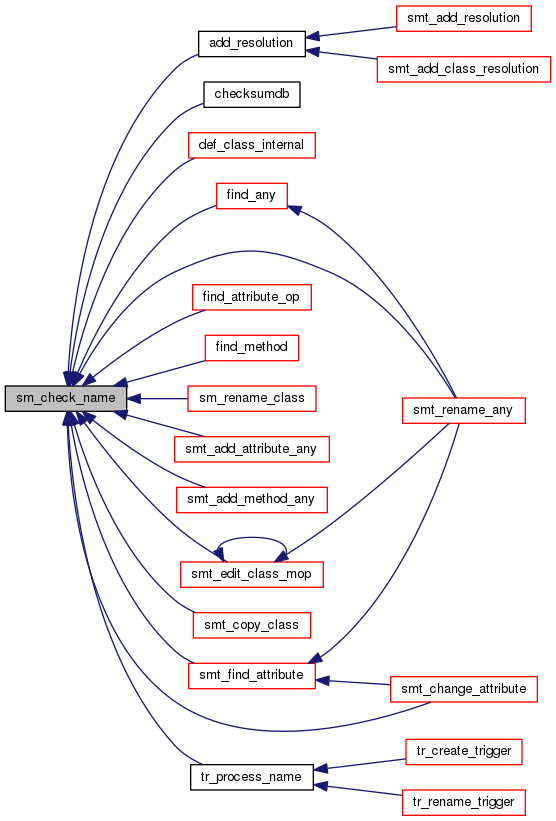 smt_add_resolution
add_resolution
smt_add_class_resolution
checksumdb
def_class_internal
find_any
find_attribute_op
find_method
sm_check_name
sm_rename_class
smt_rename_any
smt_add_attribute_any
smt_add_method_any
smt_edit_class_mop
smt_copy_class
smt_find_attribute
smt_change_attribute
tr_create_trigger
tr_process_name
tr_rename_trigger